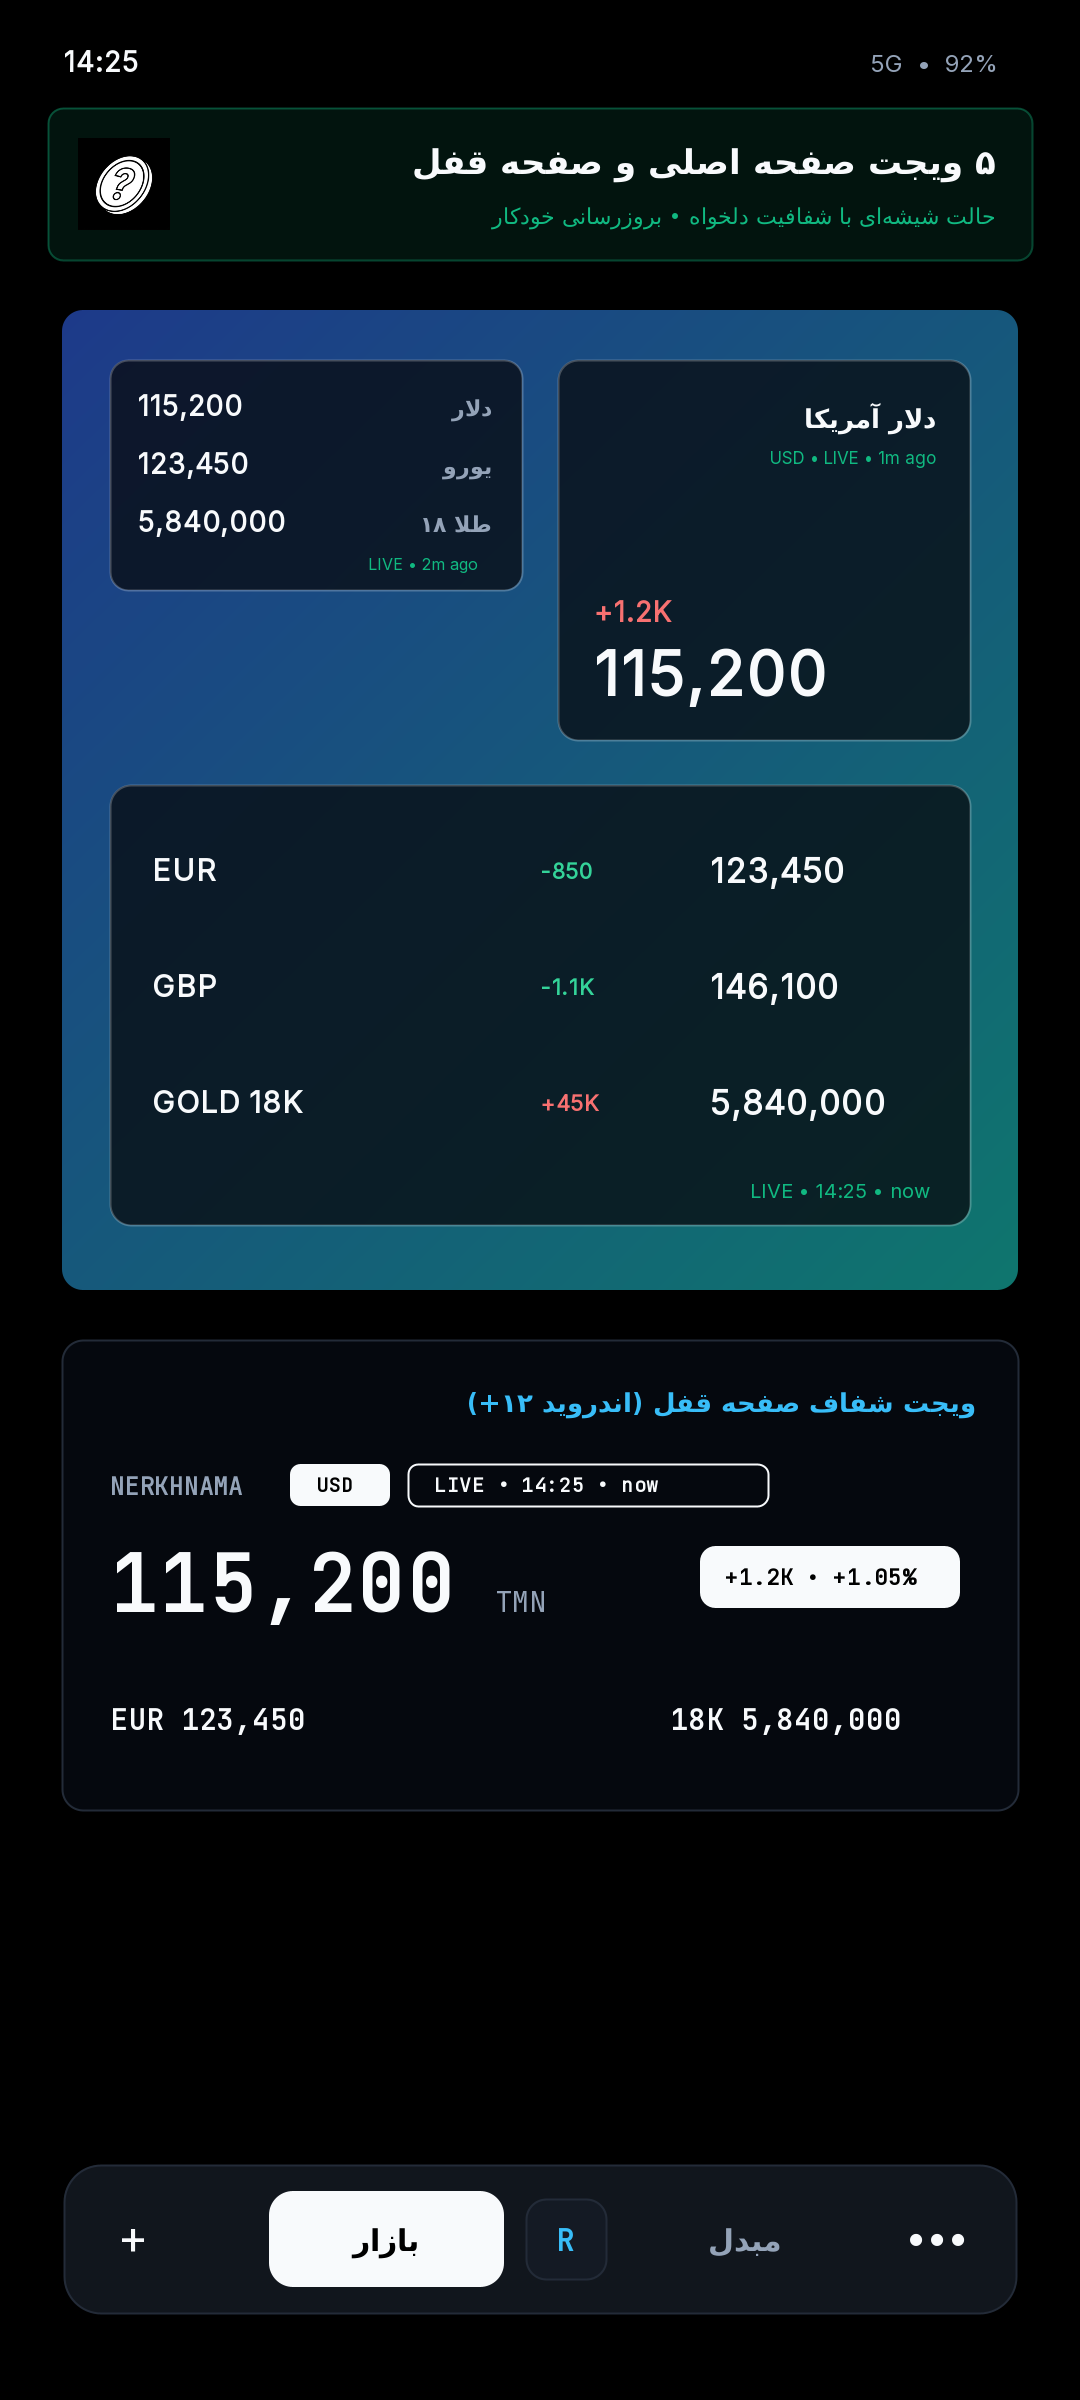 14:25
5G • 92%
۵ ویجت صفحه اصلی و صفحه قفل
حالت شیشه‌ای با شفافیت دلخواه • بروزرسانی خودکار
?
115,200 دلار
123,450 یورو
5,840,000 طلا ۱۸
LIVE • 2m ago
دلار آمریکا
USD • LIVE • 1m ago
+1.2K
115,200
EUR -850 123,450
GBP -1.1K 146,100
GOLD 18K +45K 5,840,000
LIVE • 14:25 • now
ویجت شفاف صفحه قفل (اندروید ۱۲+)
NERKHNAMA USD LIVE • 14:25 • now
115,200 TMN
+1.2K • +1.05%
EUR 123,450 18K 5,840,000
+ بازار R مبدل •••